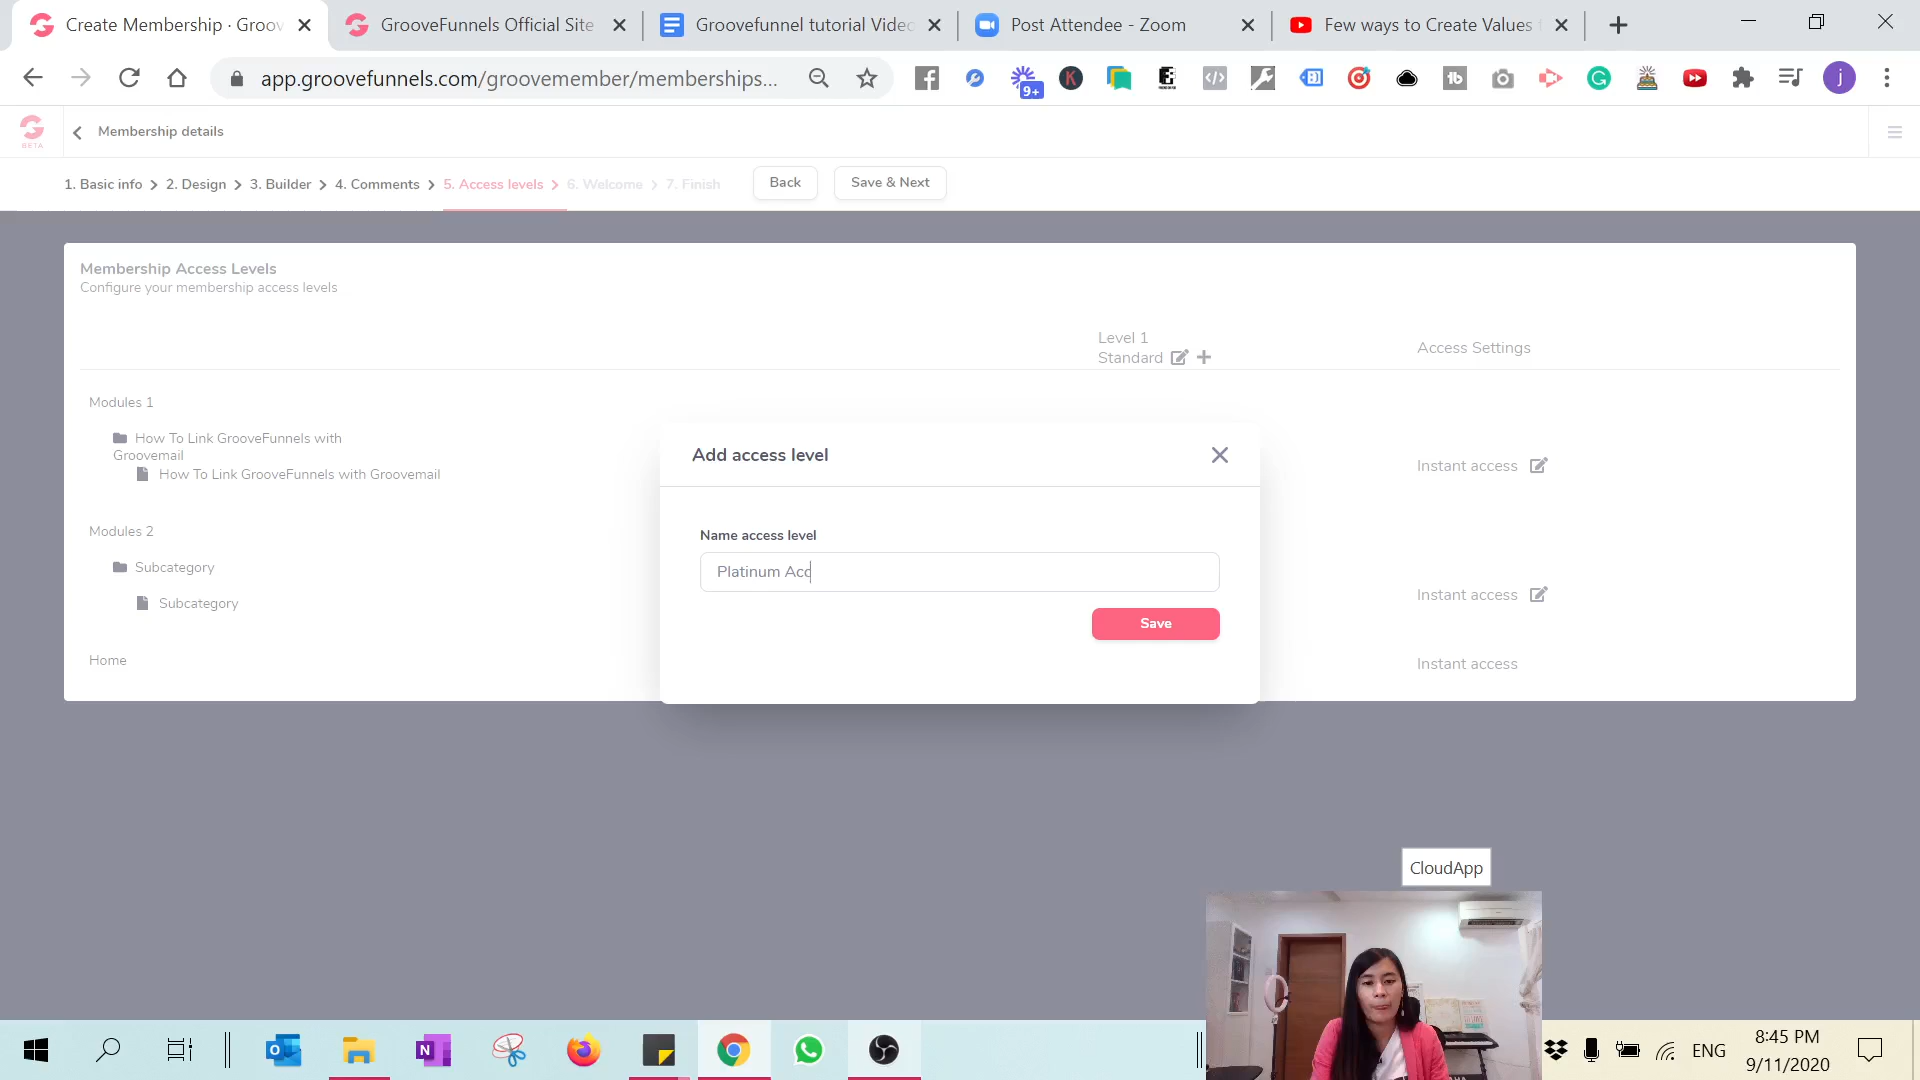 Create Membership · Groov
GrooveFunnels Official Site
Groovefunnel tutorial Video
Post Attendee - Zoom
Few ways to Create Values f
app.groovefunnels.com/groovemember/memberships...
9+
K
tb
j
BETA
Membership details
1. Basic info
2. Design
3. Builder
4. Comments
5. Access levels
6. Welcome
7. Finish
Back
Save & Next
Membership Access Levels
Configure your membership access levels
Level 1
Standard
Access Settings
Modules 1
How To Link GrooveFunnels with
Groovemail
How To Link GrooveFunnels with Groovemail
Instant access
Modules 2
Subcategory
Subcategory
Instant access
Home
Instant access
Add access level
Name access level
Platinum Acc
Save
CloudApp
N
ENG
8:45 PM
9/11/2020